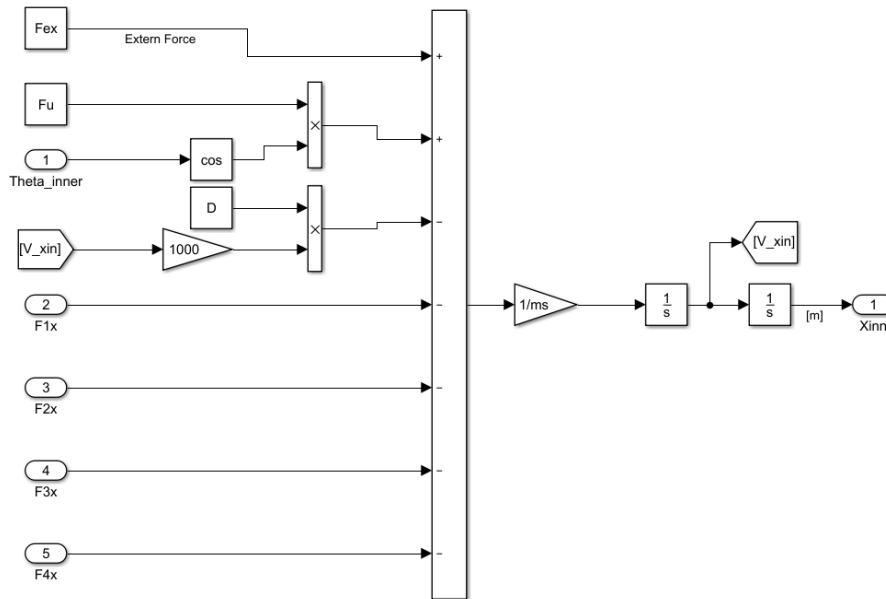 Fex
Extern Force
+
Fu
×
+
1
cos
Theta_inner
D
×
−
[V_xin]
1000
[V_xin]
2
F1x
−
1/ms
1
s
1
s
[m]
1
Xinn
3
F2x
−
4
F3x
−
5
F4x
−